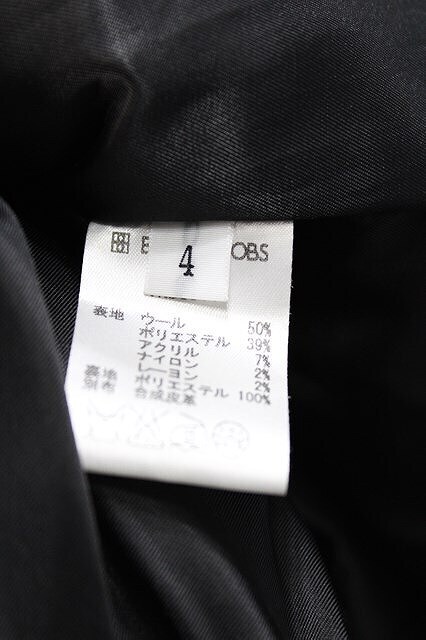 OBS
4
表地 ウール 50%
ポリエステル 39%
アクリル 7%
ナイロン 2%
レーヨン 2%
裏地 ポリエステル 100%
別布 合成皮革